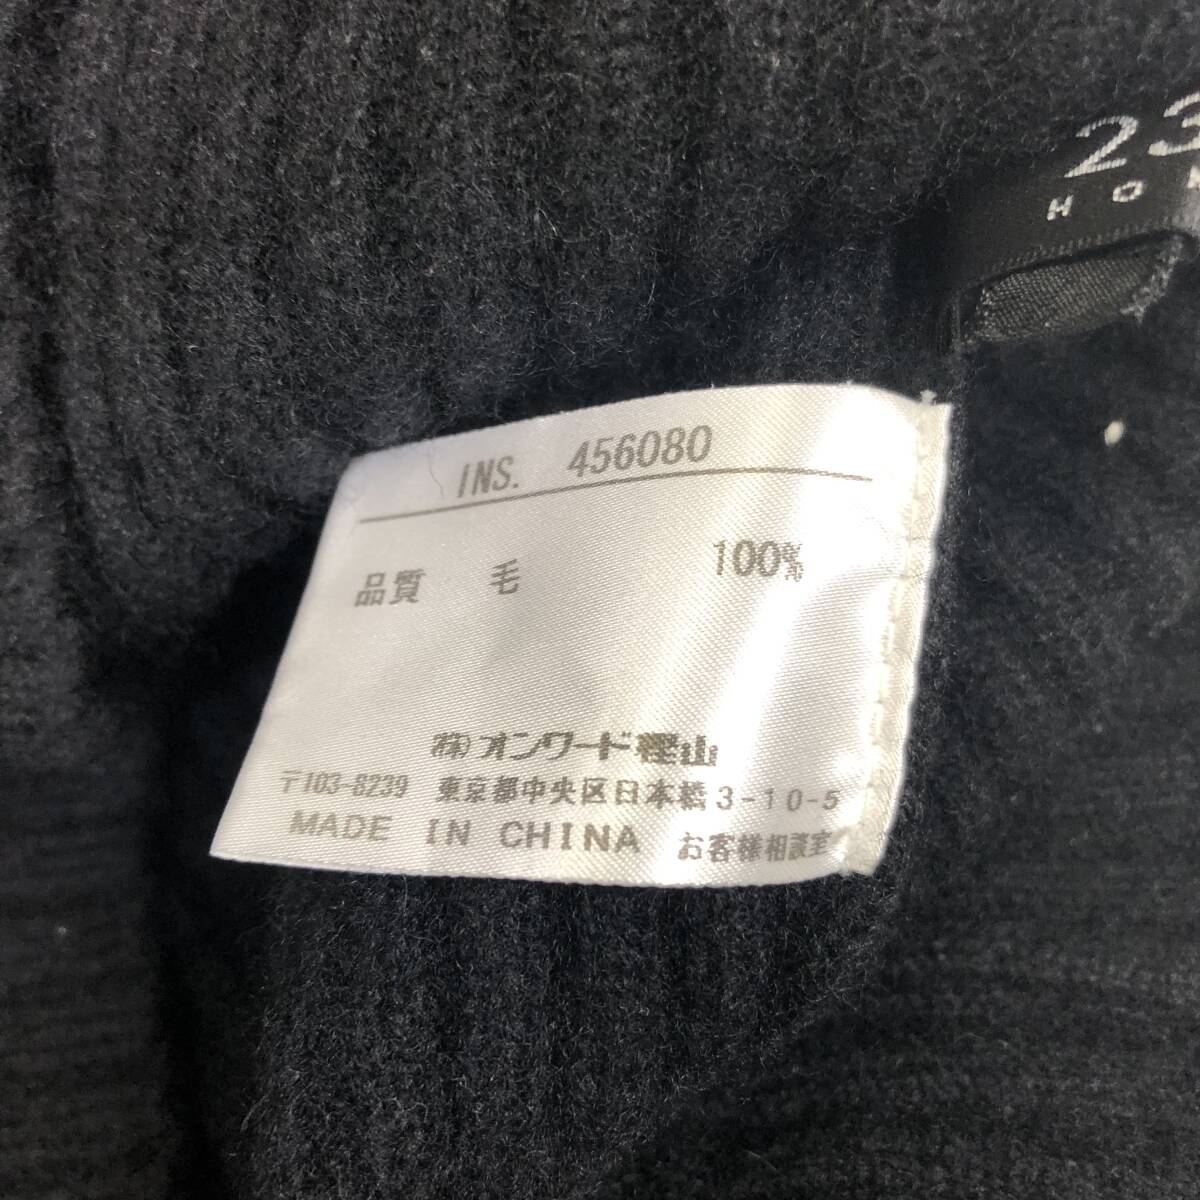 23
HO
INS. 456080
品質 毛 100%
(株)オンワード樫山
〒103-8239 東京都中央区日本橋3-10-5
MADE IN CHINA お客様相談室